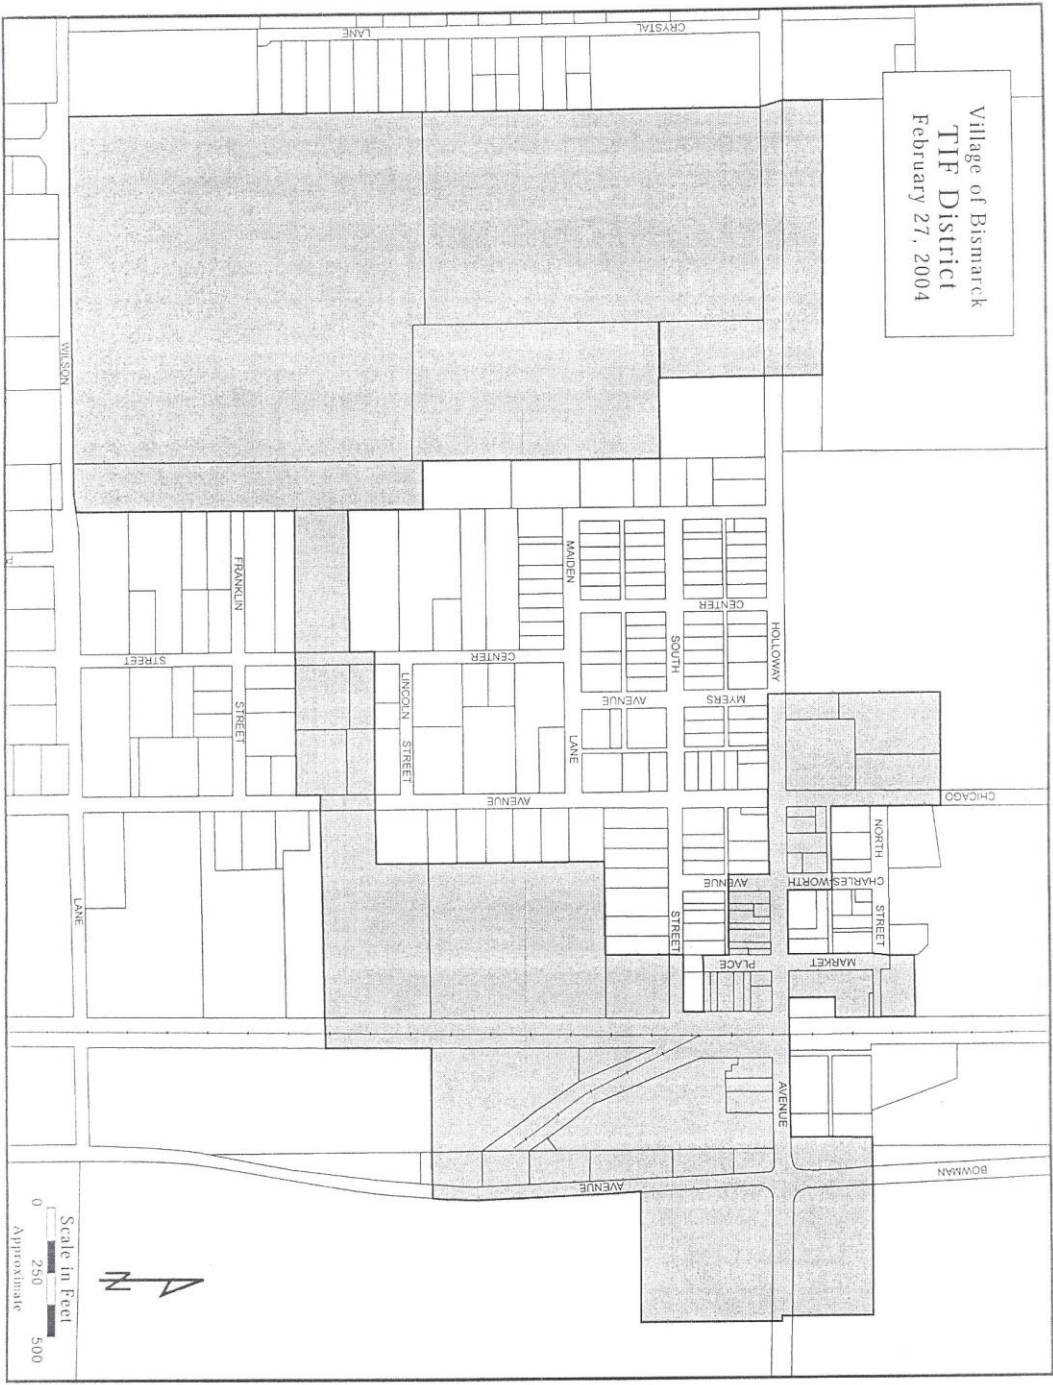 Village of Bismarck
TIF District
February 27, 2004
CRYSTAL
LANE
WILSON
LANE
FRANKLIN
STREET
MAIDEN
LANE
CENTER
SOUTH
STREET
HOLLOWAY
AVENUE
CENTER
STREET
LINCOLN
STREET
MYERS
AVENUE
CHICAGO
AVENUE
NORTH
STREET
CHARLES-WORTH
AVENUE
MARKET
PLACE
BOWMAN
AVENUE
N
Scale in Feet
0 250 500
Approximate